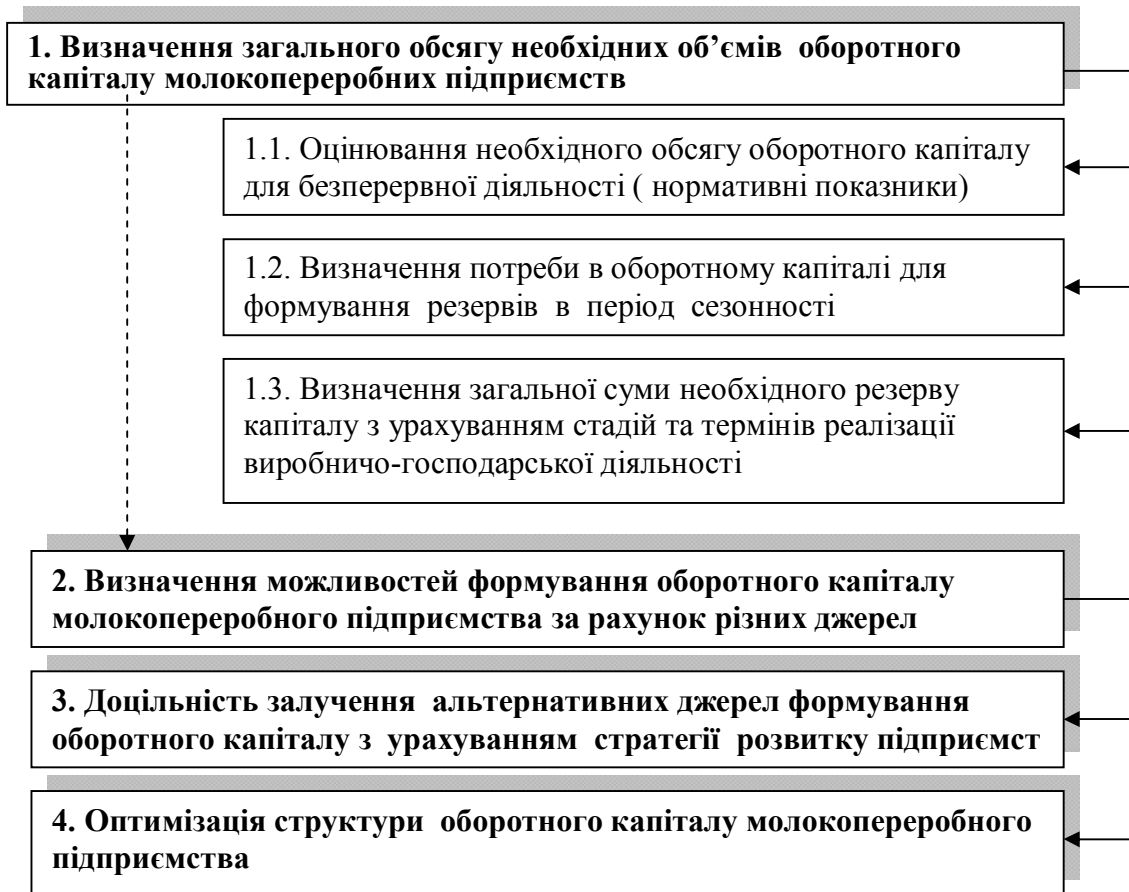 1. Визначення загального обсягу необхідних об’ємів оборотного
капіталу молокопереробних підприємств
1.1. Оцінювання необхідного обсягу оборотного капіталу
для безперервної діяльності ( нормативні показники)
1.2. Визначення потреби в оборотному капіталі для
формування резервів в період сезонності
1.3. Визначення загальної суми необхідного резерву
капіталу з урахуванням стадій та термінів реалізації
виробничо-господарської діяльності
2. Визначення можливостей формування оборотного капіталу
молокопереробного підприємства за рахунок різних джерел
3. Доцільність залучення альтернативних джерел формування
оборотного капіталу з урахуванням стратегії розвитку підприємст
4. Оптимізація структури оборотного капіталу молокопереробного
підприємства